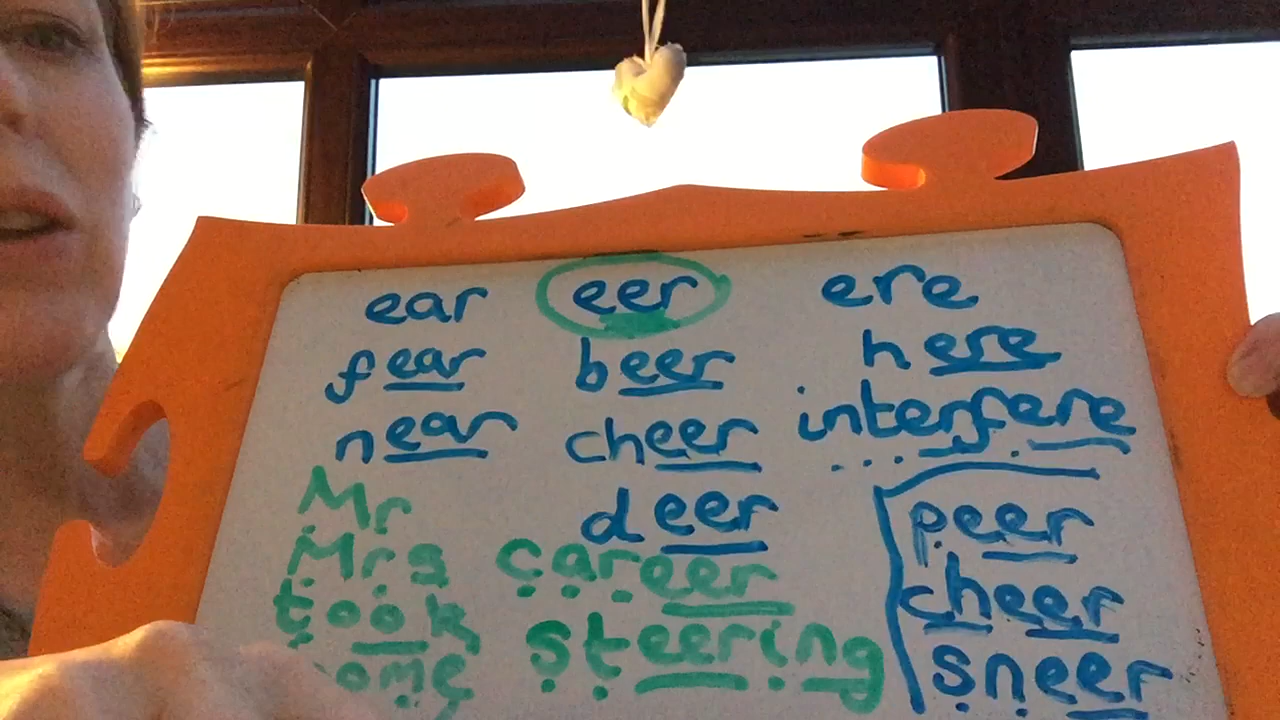 ear eer ere
fear beer here
near cheer interfere
Mr deer peer
Mrs career cheer
took steering sneer